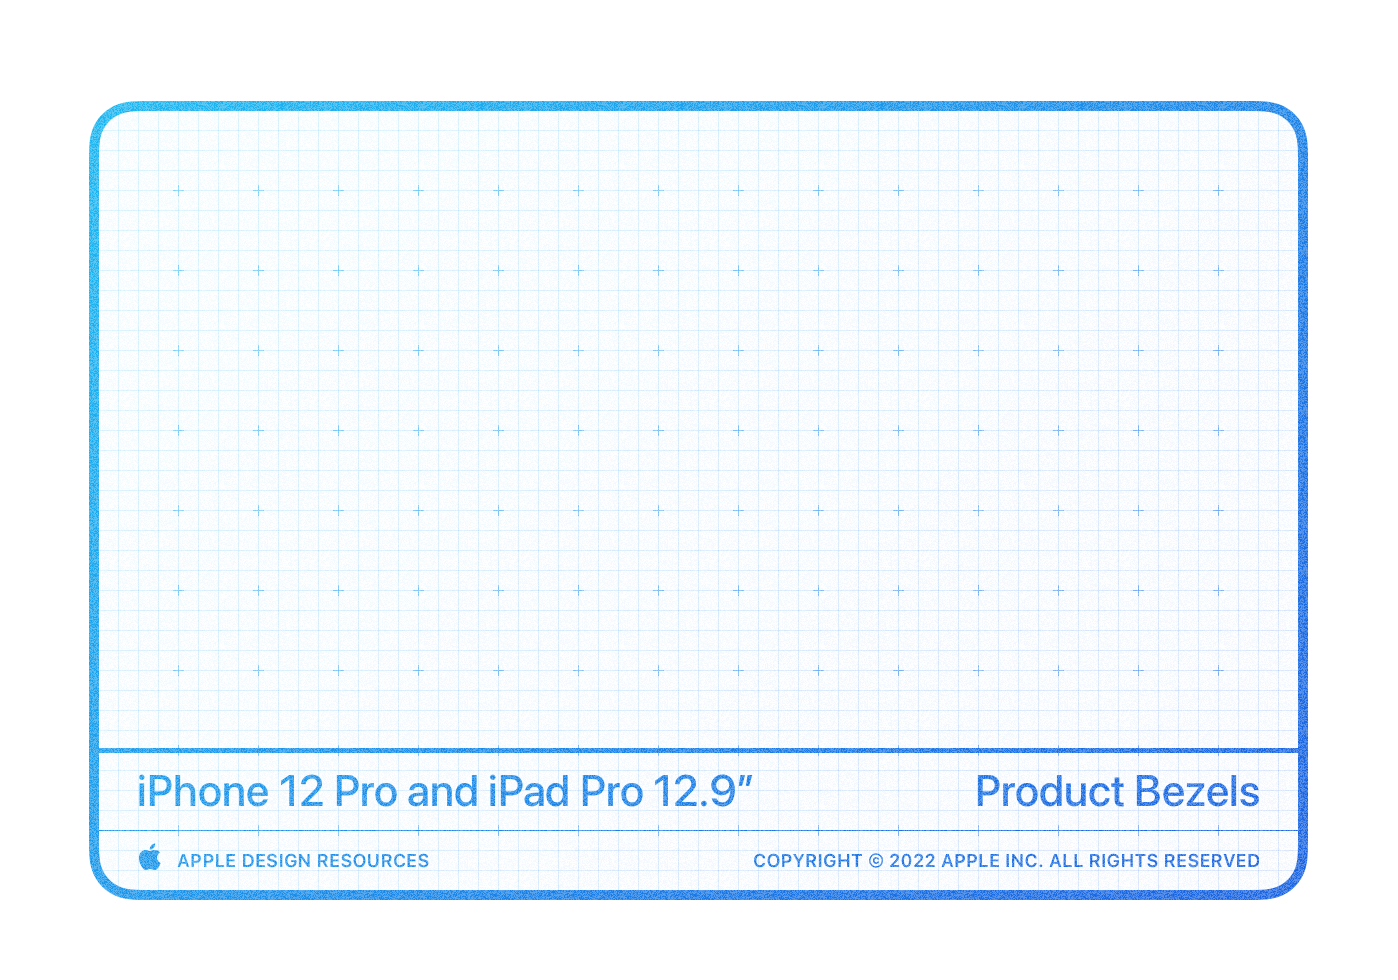 iPhone 12 Pro and iPad Pro 12.9” Product Bezels
APPLE DESIGN RESOURCES COPYRIGHT © 2022 APPLE INC. ALL RIGHTS RESERVED